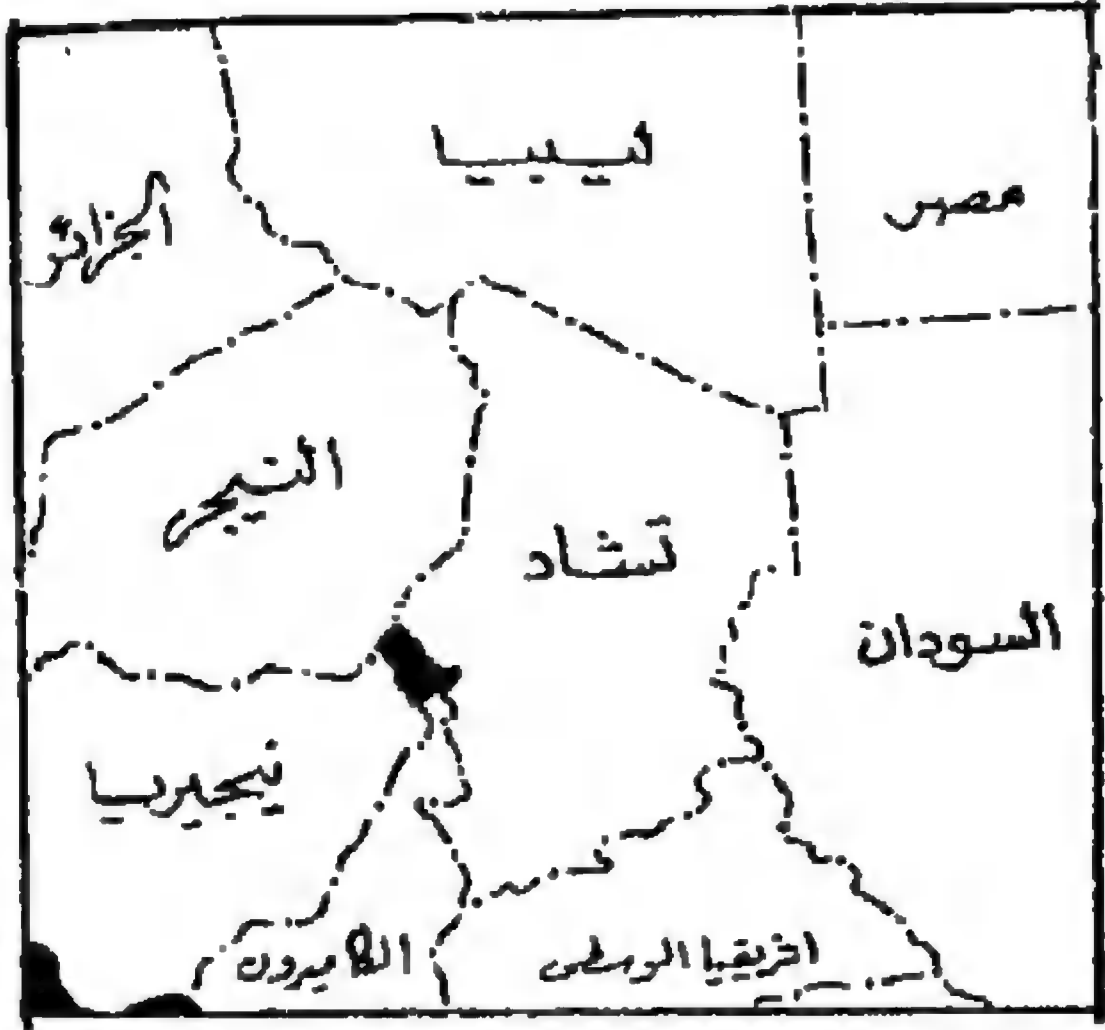 ليبيا
مصر
الجزائر
النيجر
تشاد
السودان
نيجيريا
الكاميرون
افريقيا الوسطى